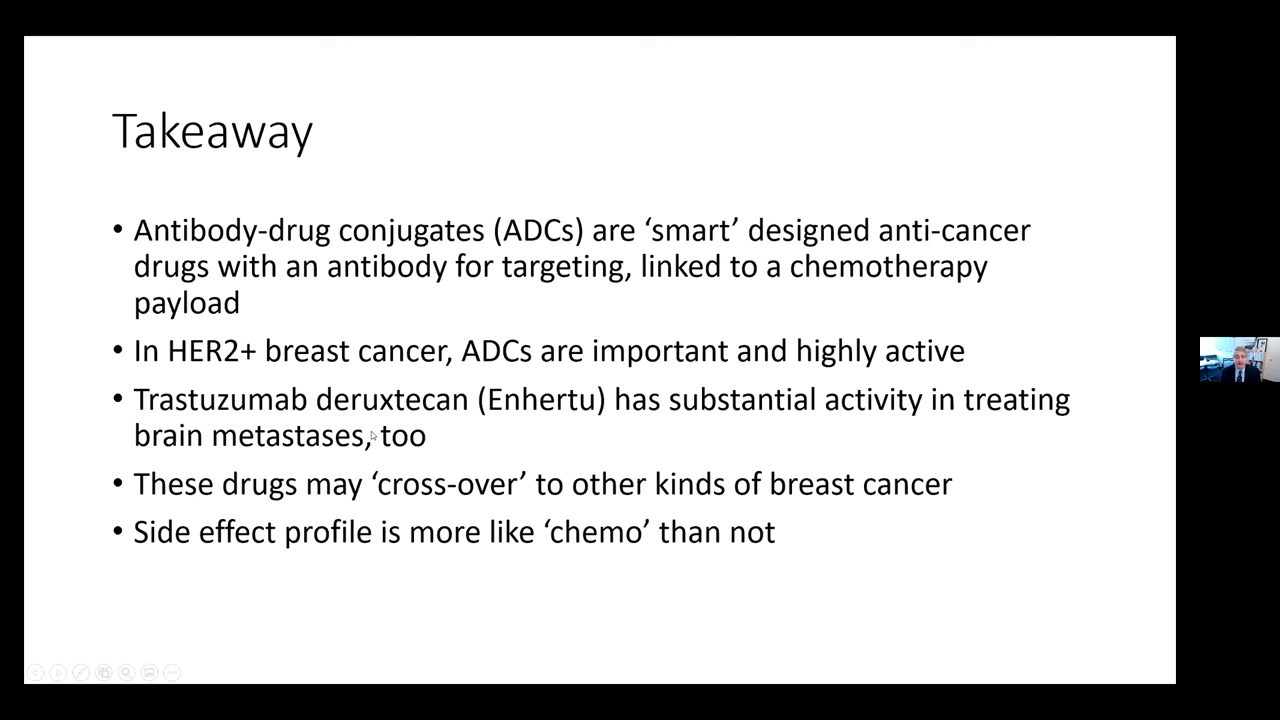 Takeaway
• Antibody-drug conjugates (ADCs) are ‘smart’ designed anti-cancer
drugs with an antibody for targeting, linked to a chemotherapy
payload
• In HER2+ breast cancer, ADCs are important and highly active
• Trastuzumab deruxtecan (Enhertu) has substantial activity in treating
brain metastases, too
• These drugs may ‘cross-over’ to other kinds of breast cancer
• Side effect profile is more like ‘chemo’ than not